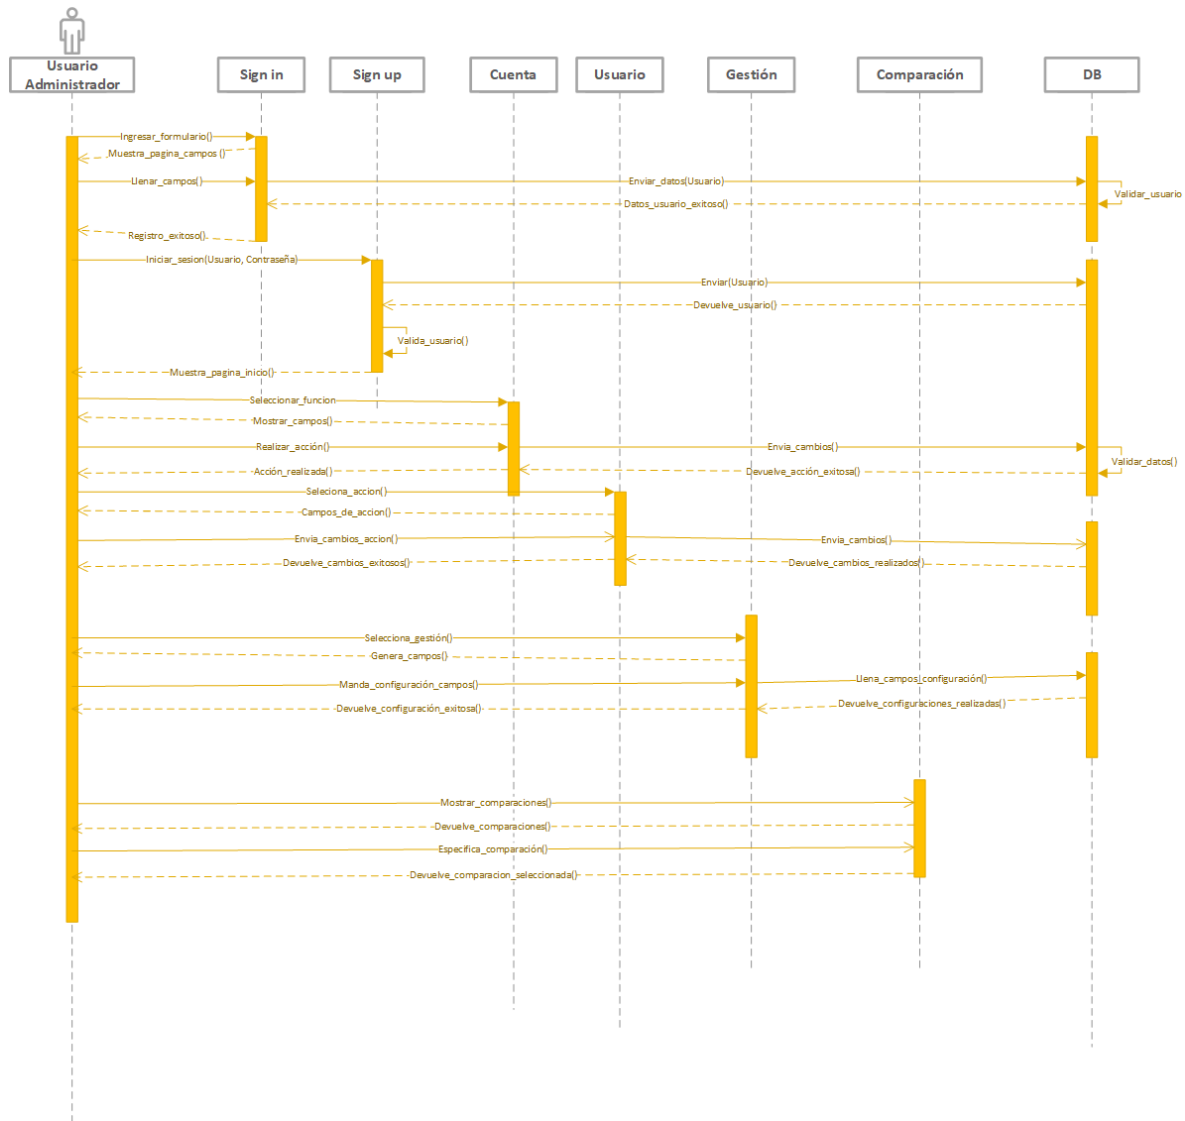 Usuario
Administrador
Sign in
Sign up
Cuenta
Usuario
Gestión
Comparación
DB
Ingresar_formulario()
Muestra_pagina_campos ()
Llenar_campos()
Enviar_datos(Usuario)
Validar_usuario
Datos_usuario_exitoso()
Registro_exitoso()
Iniciar_sesion(Usuario, Contraseña)
Enviar(Usuario)
Devuelve_usuario()
Valida_usuario()
Muestra_pagina_inicio()
Seleccionar_funcion
Mostrar_campos()
Realizar_acción()
Envia_cambios()
Validar_datos()
Acción_realizada()
Devuelve_acción_exitosa()
Seleciona_accion()
Campos_de_accion()
Envia_cambios_accion()
Envia_cambios()
Devuelve_cambios_exitosos()
Devuelve_cambios_realizados()
Selecciona_gestión()
Genera_campos()
Manda_configuración_campos()
Llena_campos_configuración()
Devuelve_configuración_exitosa()
Devuelve_configuraciones_realizadas()
Mostrar_comparaciones()
Devuelve_comparaciones()
Especifica_comparación()
Devuelve_comparacion_seleccionada()